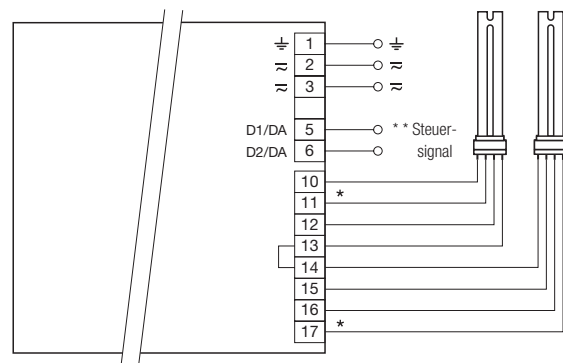 ⏚ 1 ⏚
≂ 2 ≂
≂ 3 ≂
D1/DA 5 * * Steuer-
D2/DA 6 signal
10
11 *
12
13
14
15
16
17 *